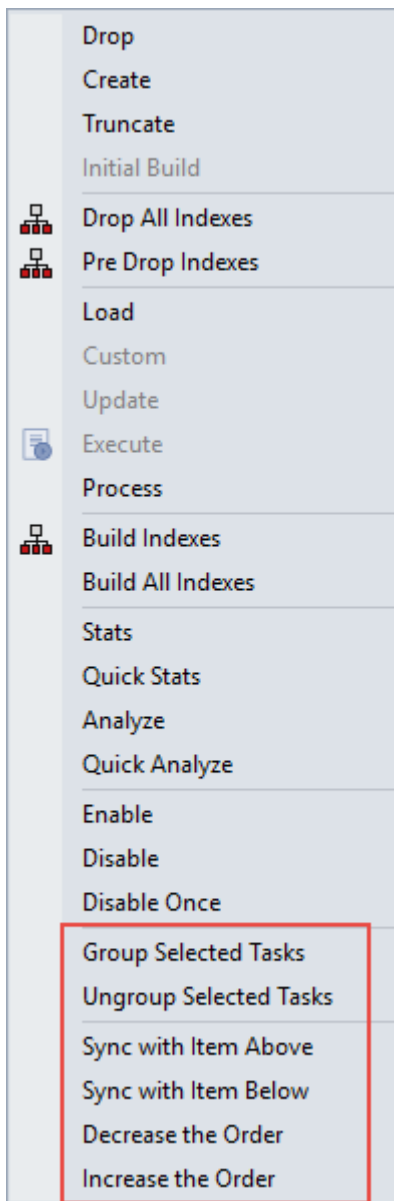 Drop
Create
Truncate
Initial Build
Drop All Indexes
Pre Drop Indexes
Load
Custom
Update
Execute
Process
Build Indexes
Build All Indexes
Stats
Quick Stats
Analyze
Quick Analyze
Enable
Disable
Disable Once
Group Selected Tasks
Ungroup Selected Tasks
Sync with Item Above
Sync with Item Below
Decrease the Order
Increase the Order